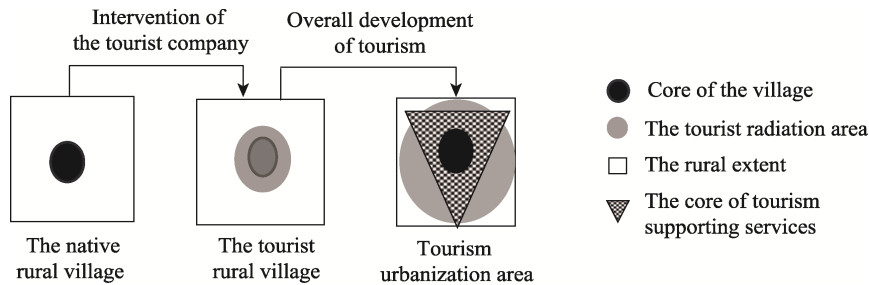 Intervention of
the tourist company
Overall development
of tourism
The native
rural village
The tourist
rural village
Tourism
urbanization area
Core of the village
The tourist radiation area
The rural extent
The core of tourism
supporting services